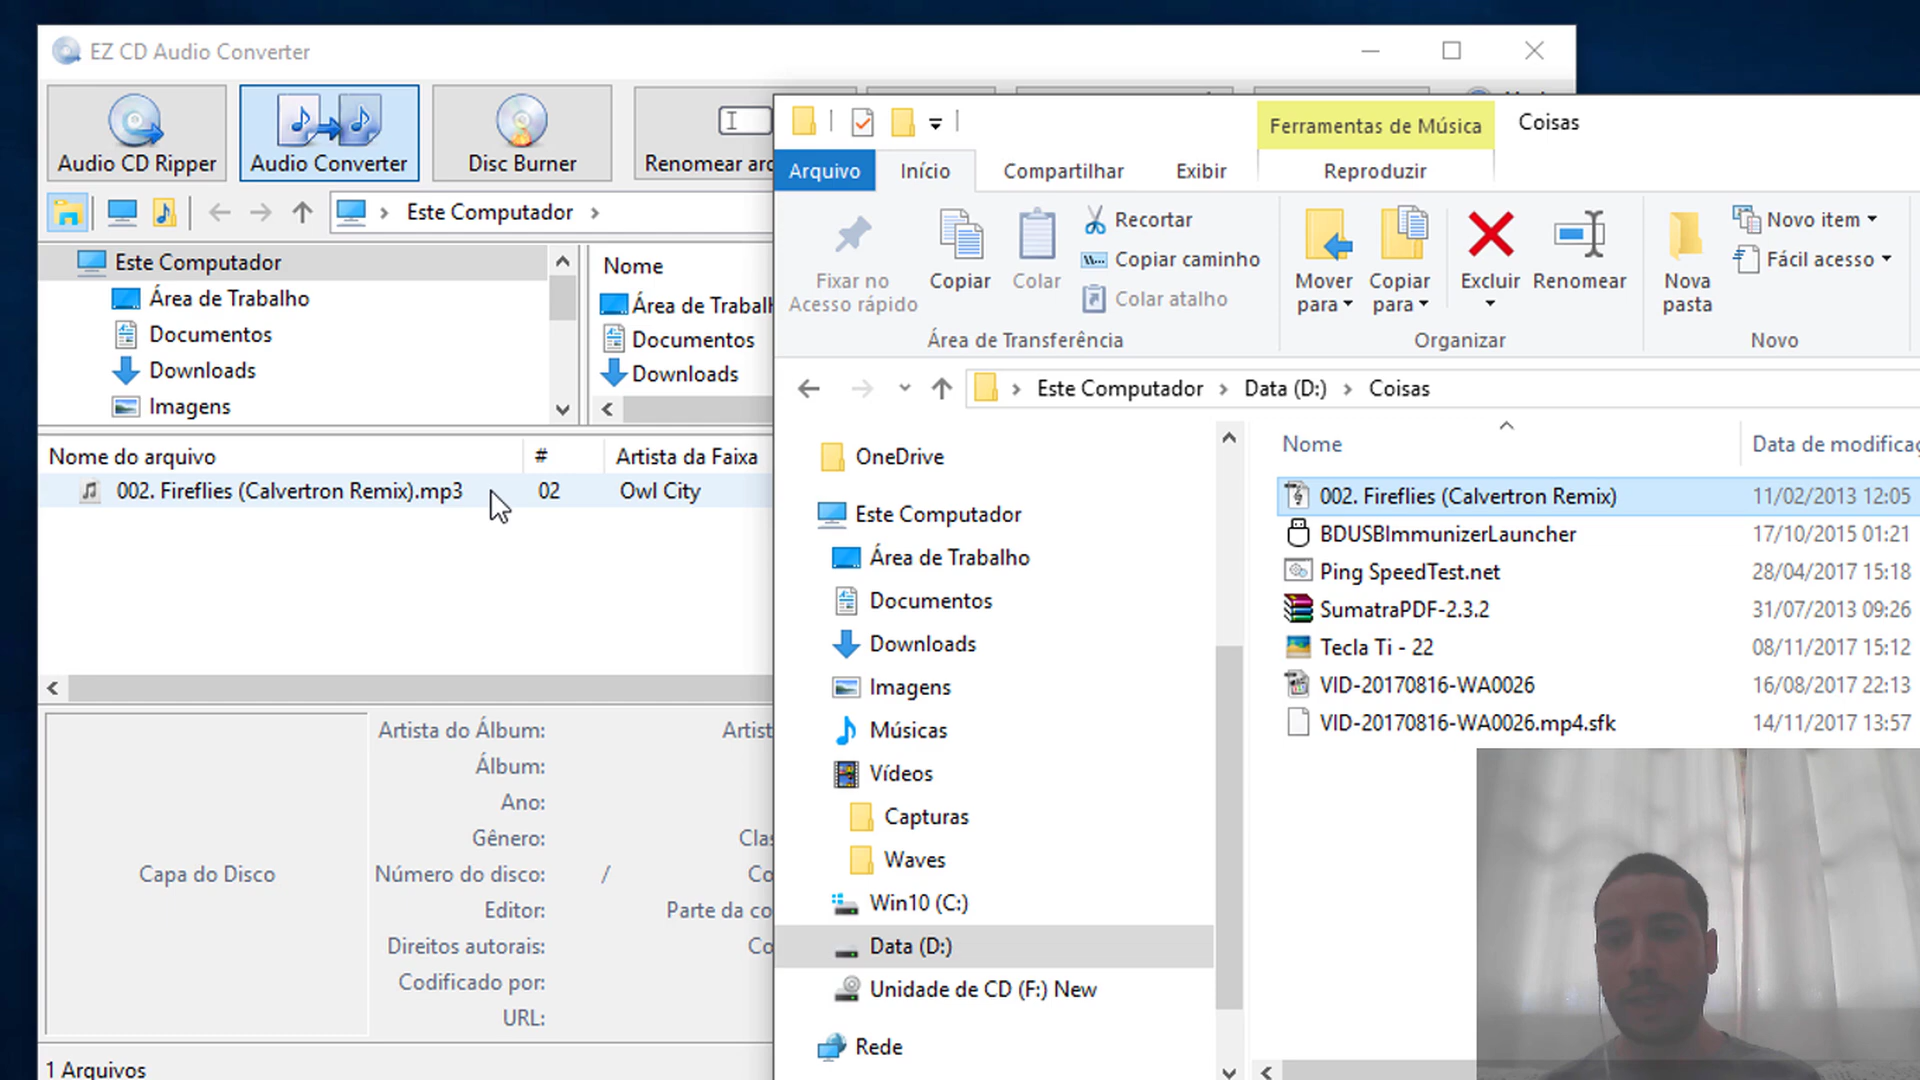 EZ CD Audio Converter
Audio CD Ripper
Audio Converter
Disc Burner
Renomear arc
Este Computador
Este Computador
Área de Trabalho
Documentos
Downloads
Imagens
Nome
Área de Trabalh
Documentos
Downloads
Nome do arquivo # Artista da Faixa
002. Fireflies (Calvertron Remix).mp3 02 Owl City
Capa do Disco
Artista do Álbum:
Artist
Álbum:
Ano:
Gênero:
Clas
Número do disco: /
Co
Editor:
Parte da co
Direitos autorais:
Co
Codificado por:
URL:
1 Arquivos
Ferramentas de Música
Coisas
Arquivo
Início
Compartilhar
Exibir
Reproduzir
Fixar no
Acesso rápido
Copiar
Colar
Recortar
Copiar caminho
Colar atalho
Área de Transferência
Mover
para
Copiar
para
Excluir
Renomear
Organizar
Nova
pasta
Novo item
Fácil acesso
Novo
Este Computador
Data (D:)
Coisas
OneDrive
Este Computador
Área de Trabalho
Documentos
Downloads
Imagens
Músicas
Vídeos
Capturas
Waves
Win10 (C:)
Data (D:)
Unidade de CD (F:) New
Rede
Nome Data de modificaç
002. Fireflies (Calvertron Remix) 11/02/2013 12:05
BDUSBImmunizerLauncher 17/10/2015 01:21
Ping SpeedTest.net 28/04/2017 15:18
SumatraPDF-2.3.2 31/07/2013 09:26
Tecla Ti - 22 08/11/2017 15:12
VID-20170816-WA0026 16/08/2017 22:13
VID-20170816-WA0026.mp4.sfk 14/11/2017 13:57